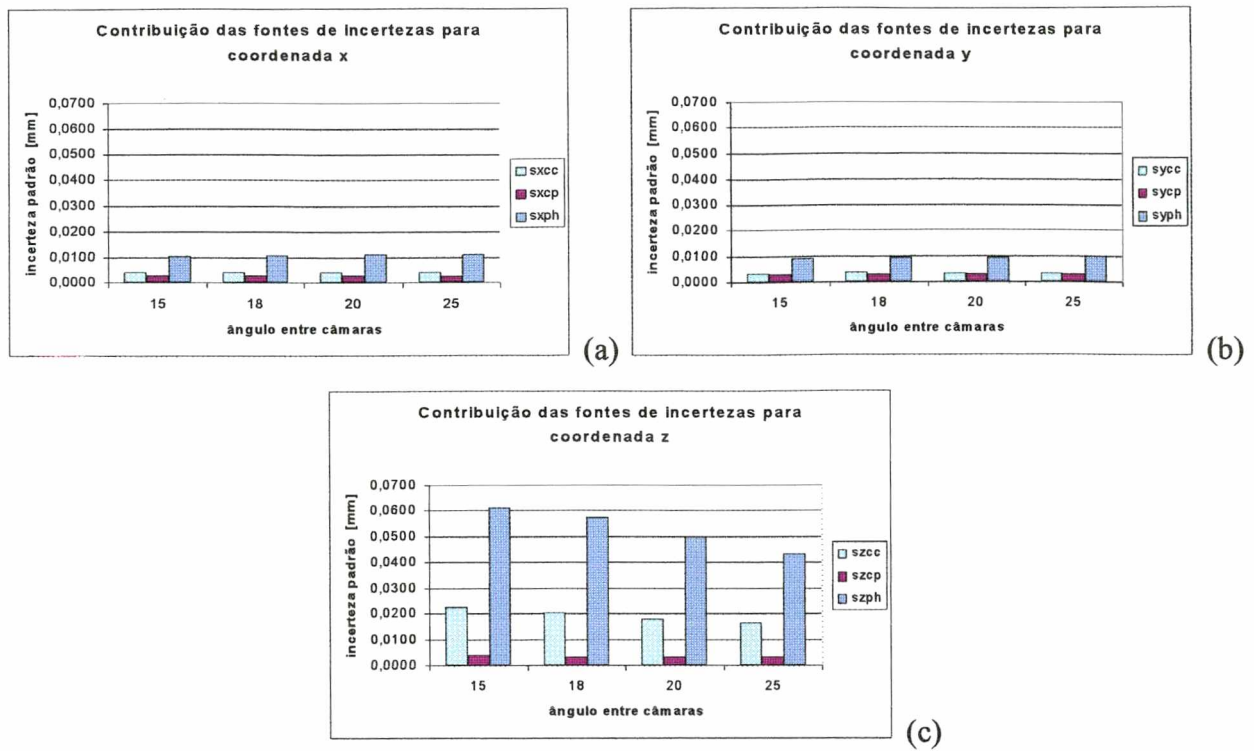 Contribuição das fontes de incertezas para
coordenada x
incerteza padrão [mm]
0,0700
0,0600
0,0500
0,0400
0,0300
0,0200
0,0100
0,0000
15 18 20 25
ângulo entre câmaras
sxcc
sxcp
sxph
(a)
Contribuição das fontes de incertezas para
coordenada y
incerteza padrão [mm]
0,0700
0,0600
0,0500
0,0400
0,0300
0,0200
0,0100
0,0000
15 18 20 25
ângulo entre câmaras
sycc
sycp
syph
(b)
Contribuição das fontes de incertezas para
coordenada z
incerteza padrão [mm]
0,0700
0,0600
0,0500
0,0400
0,0300
0,0200
0,0100
0,0000
15 18 20 25
ângulo entre câmaras
szcc
szcp
szph
(c)